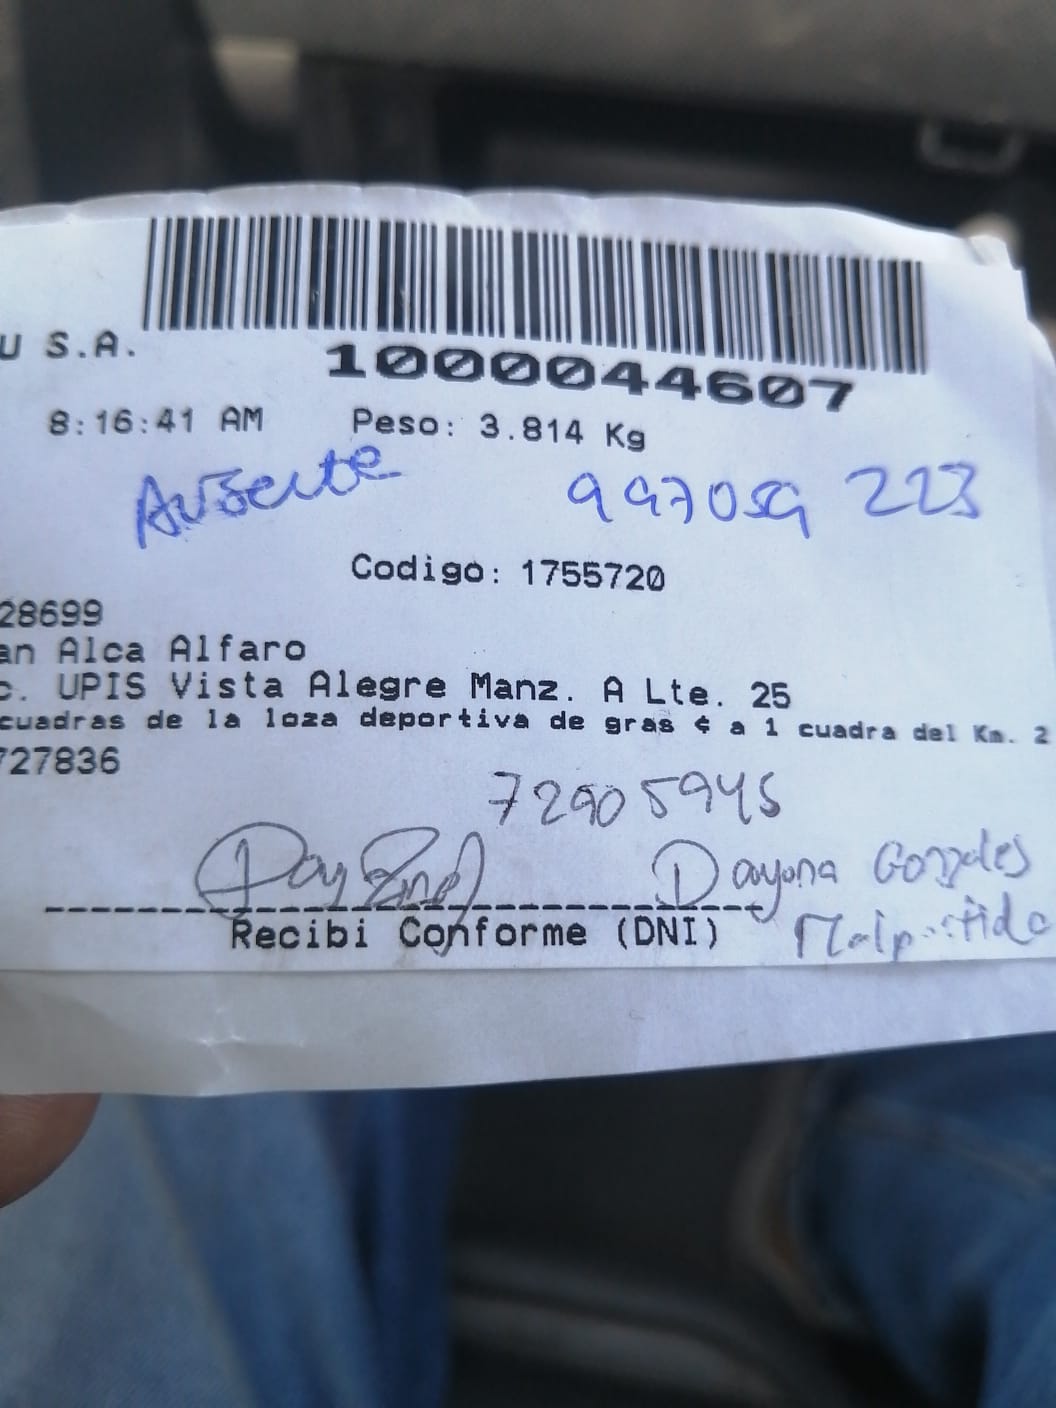 U S.A.
1000044607
8:16:41 AM Peso: 3.814 Kg
Ausente 997059 223
Codigo: 1755720
28699
an Alca Alfaro
c. UPIS Vista Alegre Manz. A Lte. 25
cuadras de la loza deportiva de gras ¢ a 1 cuadra del Km. 2
727836
72905945
Dayana Gonzales
Recibi Conforme (DNI) Malpartida